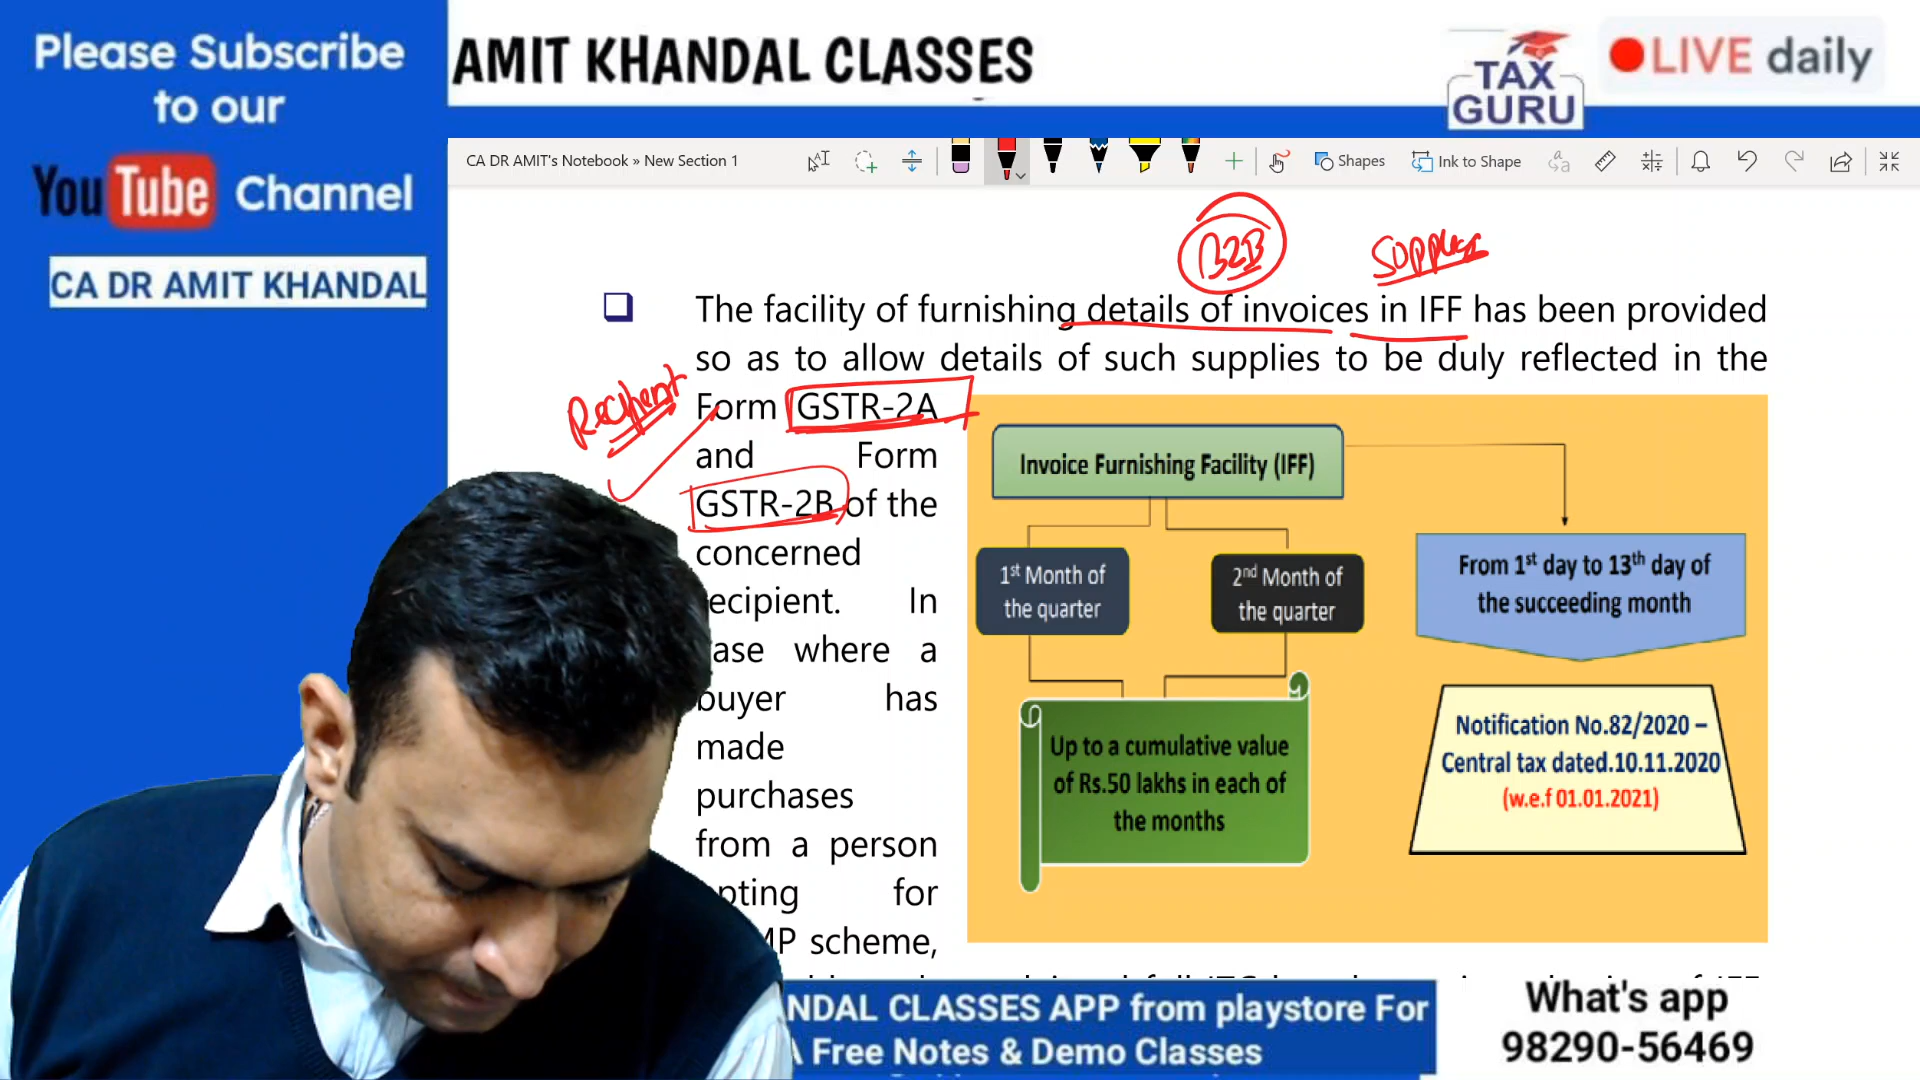 Please Subscribe
to our
YouTube Channel
CA DR AMIT KHANDAL
AMIT KHANDAL CLASSES
TAX
GURU
LIVE daily
CA DR AMIT's Notebook » New Section 1
Shapes
Ink to Shape
B2B
The facility of furnishing details of invoices in IFF has been provided
so as to allow details of such supplies to be duly reflected in the
Recipient
Form GSTR-2A
and Form
GSTR-2B of the
concerned
recipient. In
case where a
buyer has
made
purchases
from a person
opting for
scheme,
Invoice Furnishing Facility (IFF)
1st Month of
the quarter
2nd Month of
the quarter
Up to a cumulative value
of Rs.50 lakhs in each of
the months
From 1st day to 13th day of
the succeeding month
Notification No.82/2020 –
Central tax dated.10.11.2020
(w.e.f 01.01.2021)
CLASSES APP from playstore For
Free Notes & Demo Classes
What's app
98290-56469